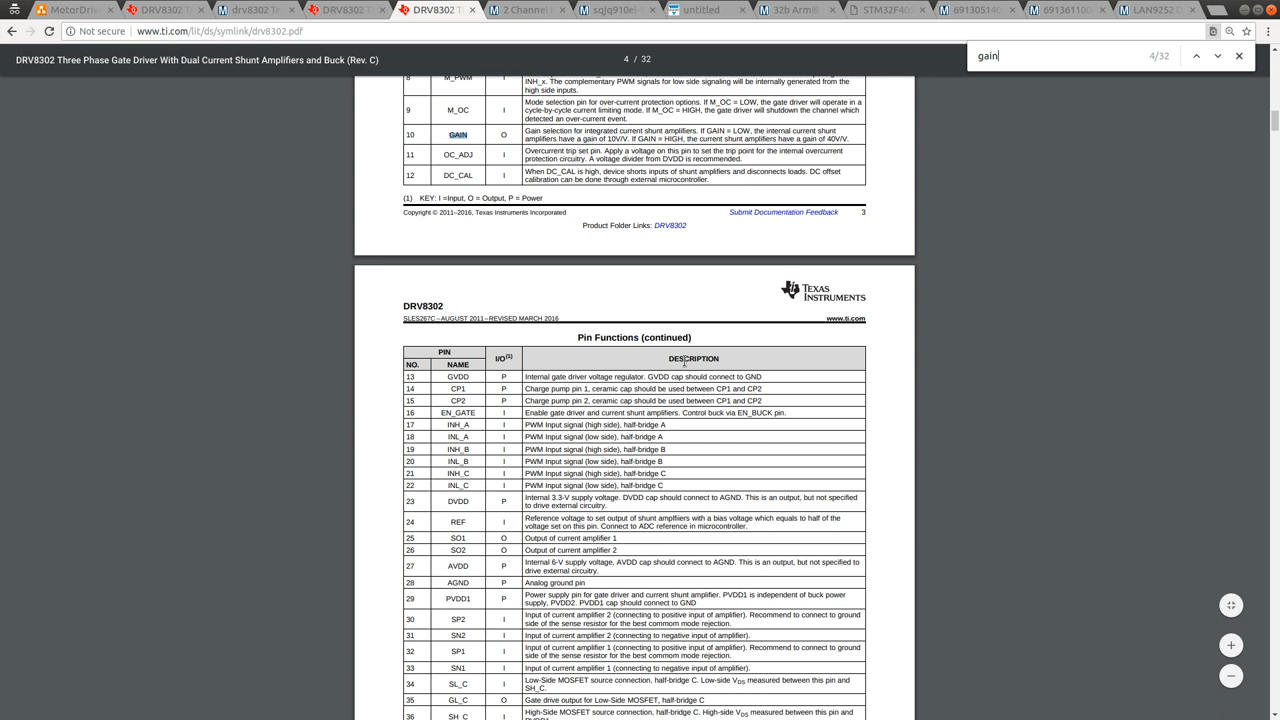 MotorDriv
DRV8302 T
drv8302 Te
DRV8302 T
DRV8302 T
2 Channel
sqjq910e
untitled
32b Arm®
STM32F40
691305140
691361100
LAN9252 D
Not secure
www.ti.com/lit/ds/symlink/drv8302.pdf
DRV8302 Three Phase Gate Driver With Dual Current Shunt Amplifiers and Buck (Rev. C)
4 / 32
gain
4/32
8 M_PWM I INH_x. The complementary PWM signals for low side signaling will be internally generated from the
high side inputs.
9 M_OC I Mode selection pin for over-current protection options. If M_OC = LOW, the gate driver will operate in a
cycle-by-cycle current limiting mode. If M_OC = HIGH, the gate driver will shutdown the channel which
detected an over-current event.
10 GAIN O Gain selection for integrated current shunt amplifiers. If GAIN = LOW, the internal current shunt
amplifiers have a gain of 10V/V. If GAIN = HIGH, the current shunt amplifiers have a gain of 40V/V.
11 OC_ADJ I Overcurrent trip set pin. Apply a voltage on this pin to set the trip point for the internal overcurrent
protection circuitry. A voltage divider from DVDD is recommended.
12 DC_CAL I When DC_CAL is high, device shorts inputs of shunt amplifiers and disconnects loads. DC offset
calibration can be done through external microcontroller.
(1) KEY: I =Input, O = Output, P = Power
Copyright © 2011–2016, Texas Instruments Incorporated
Submit Documentation Feedback
3
Product Folder Links: DRV8302
TEXAS
INSTRUMENTS
DRV8302
SLES267C –AUGUST 2011–REVISED MARCH 2016
www.ti.com
Pin Functions (continued)
PIN I/O(1) DESCRIPTION
NO. NAME
13 GVDD P Internal gate driver voltage regulator. GVDD cap should connect to GND
14 CP1 P Charge pump pin 1, ceramic cap should be used between CP1 and CP2
15 CP2 P Charge pump pin 2, ceramic cap should be used between CP1 and CP2
16 EN_GATE I Enable gate driver and current shunt amplifiers. Control buck via EN_BUCK pin.
17 INH_A I PWM Input signal (high side), half-bridge A
18 INL_A I PWM Input signal (low side), half-bridge A
19 INH_B I PWM Input signal (high side), half-bridge B
20 INL_B I PWM Input signal (low side), half-bridge B
21 INH_C I PWM Input signal (high side), half-bridge C
22 INL_C I PWM Input signal (low side), half-bridge C
23 DVDD P Internal 3.3-V supply voltage. DVDD cap should connect to AGND. This is an output, but not specified
to drive external circuitry.
24 REF I Reference voltage to set output of shunt amplfiiers with a bias voltage which equals to half of the
voltage set on this pin. Connect to ADC reference in microcontroller.
25 SO1 O Output of current amplifier 1
26 SO2 O Output of current amplifier 2
27 AVDD P Internal 6-V supply voltage, AVDD cap should connect to AGND. This is an output, but not specified to
drive external circuitry.
28 AGND P Analog ground pin
29 PVDD1 P Power supply pin for gate driver and current shunt amplifier. PVDD1 is independent of buck power
supply, PVDD2. PVDD1 cap should connect to GND
30 SP2 I Input of current amplifier 2 (connecting to positive input of amplifier). Recommend to connect to ground
side of the sense resistor for the best commom mode rejection.
31 SN2 I Input of current amplifier 2 (connecting to negative input of amplifier).
32 SP1 I Input of current amplifier 1 (connecting to positive input of amplifier). Recommend to connect to ground
side of the sense resistor for the best commom mode rejection.
33 SN1 I Input of current amplifier 1 (connecting to negative input of amplifier).
34 SL_C I Low-Side MOSFET source connection, half-bridge C. Low-side VDS measured between this pin and
SH_C.
35 GL_C O Gate drive output for Low-Side MOSFET, half-bridge C
36 SH_C I High-Side MOSFET source connection, half-bridge C. High-side VDS measured between this pin and